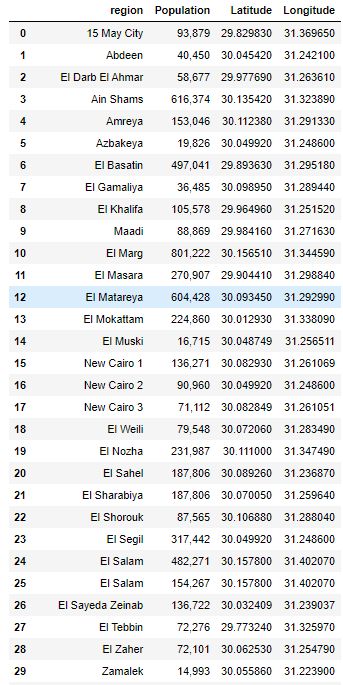 region Population Latitude Longitude
0 15 May City 93,879 29.829830 31.369650
1 Abdeen 40,450 30.045420 31.242100
2 El Darb El Ahmar 58,677 29.977690 31.263610
3 Ain Shams 616,374 30.135420 31.323890
4 Amreya 153,046 30.112380 31.291330
5 Azbakeya 19,826 30.049920 31.248600
6 El Basatin 497,041 29.893630 31.295180
7 El Gamaliya 36,485 30.098950 31.289440
8 El Khalifa 105,578 29.964960 31.251520
9 Maadi 88,869 29.984160 31.271630
10 El Marg 801,222 30.156510 31.344590
11 El Masara 270,907 29.904410 31.298840
12 El Matareya 604,428 30.093450 31.292990
13 El Mokattam 224,860 30.012930 31.338090
14 El Muski 16,715 30.048749 31.256511
15 New Cairo 1 136,271 30.082930 31.261069
16 New Cairo 2 90,960 30.049920 31.248600
17 New Cairo 3 71,112 30.082849 31.261051
18 El Weili 79,548 30.072060 31.283490
19 El Nozha 231,987 30.111000 31.347490
20 El Sahel 187,806 30.089260 31.236870
21 El Sharabiya 187,806 30.070050 31.259640
22 El Shorouk 87,565 30.106880 31.288040
23 El Segil 317,442 30.049920 31.248600
24 El Salam 482,271 30.157800 31.402070
25 El Salam 154,267 30.157800 31.402070
26 El Sayeda Zeinab 136,722 30.032409 31.239037
27 El Tebbin 72,276 29.773240 31.325970
28 El Zaher 72,101 30.062530 31.254790
29 Zamalek 14,993 30.055860 31.223900